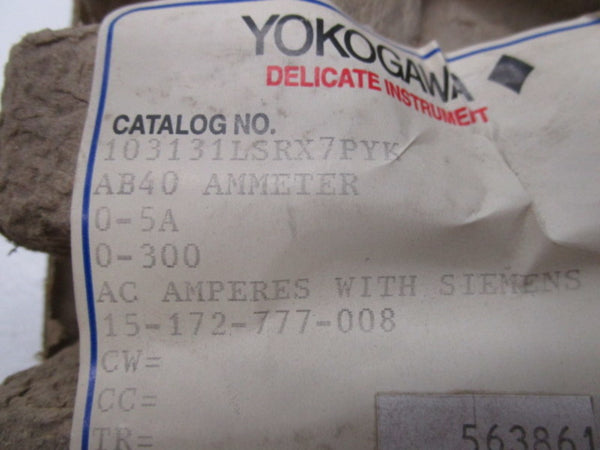 YOKOGAWA
DELICATE INSTRUMENT
CATALOG NO.
103131LSRX7PYK
AB40 AMMETER
0-5A
0-300
AC AMPERES WITH SIEMENS
15-172-777-008
CW=
CC=
TR=
563861